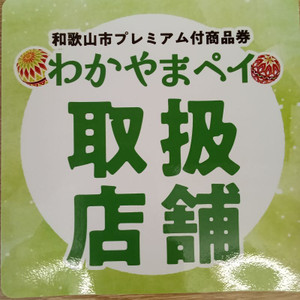 和歌山市プレミアム付商品券
わかやまペイ
取扱
店舗